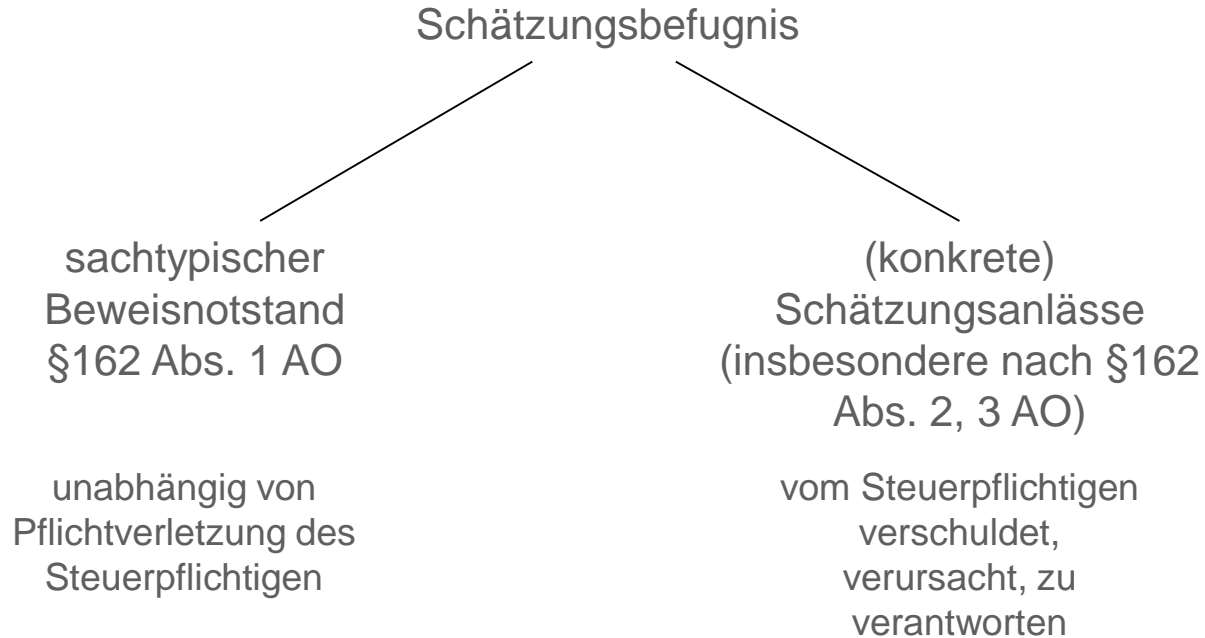 Schätzungsbefugnis
sachtypischer
Beweisnotstand
§162 Abs. 1 AO
unabhängig von
Pflichtverletzung des
Steuerpflichtigen
(konkrete)
Schätzungsanlässe
(insbesondere nach §162
Abs. 2, 3 AO)
vom Steuerpflichtigen
verschuldet,
verursacht, zu
verantworten